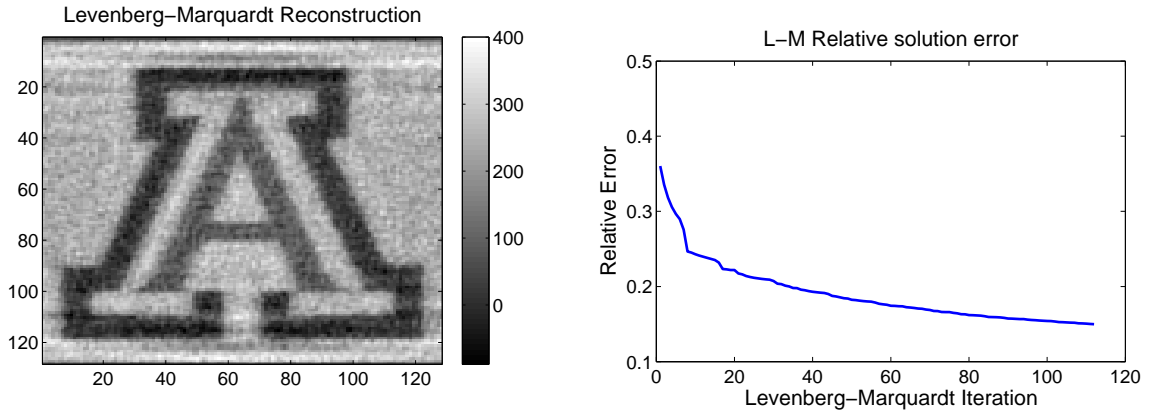 Levenberg−Marquardt Reconstruction
20
40
60
80
100
120
20 40 60 80 100 120
400
300
200
100
0
L−M Relative solution error
Relative Error
0.5
0.4
0.3
0.2
0.1
0 20 40 60 80 100 120
Levenberg−Marquardt Iteration